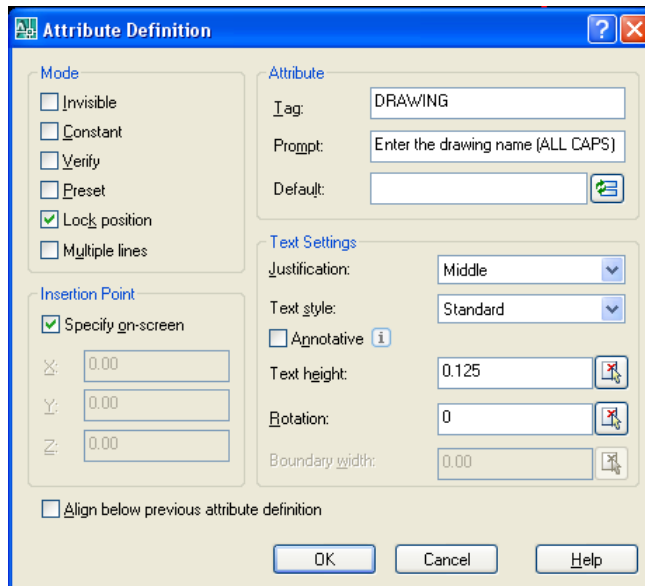 Attribute Definition
Mode
Invisible
Constant
Verify
Preset
Lock position
Multiple lines
Insertion Point
Specify on-screen
X: 0.00
Y: 0.00
Z: 0.00
Attribute
Tag: DRAWING
Prompt: Enter the drawing name (ALL CAPS)
Default:
Text Settings
Justification: Middle
Text style: Standard
Annotative i
Text height: 0.125
Rotation: 0
Boundary width: 0.00
Align below previous attribute definition
OK Cancel Help